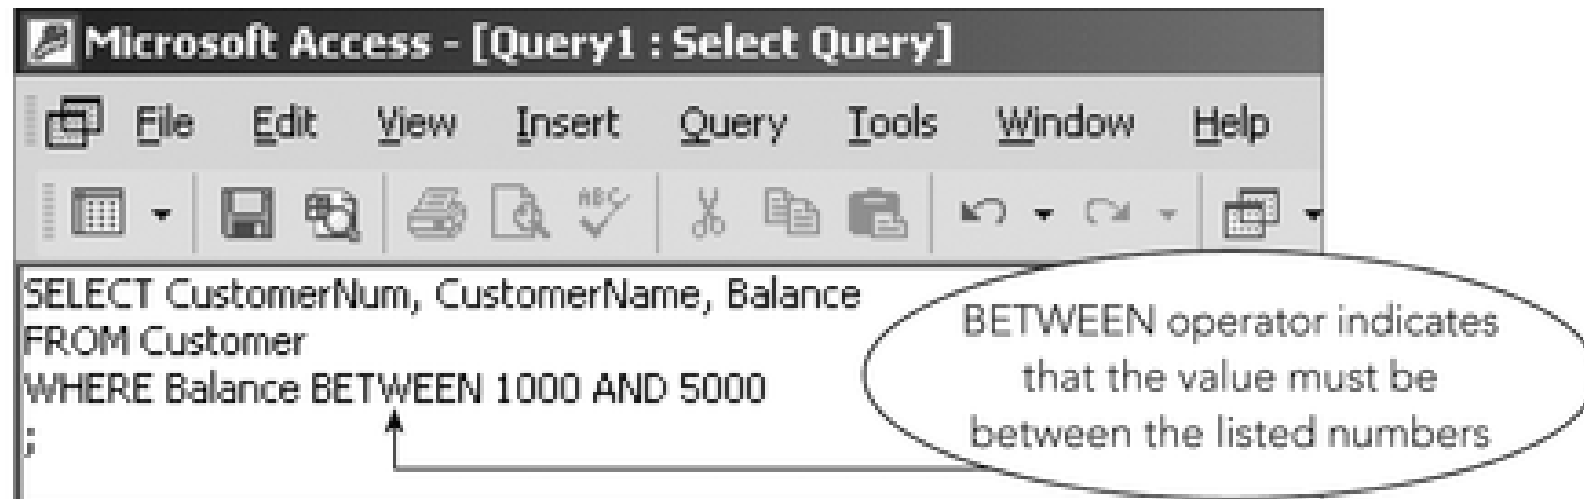 Microsoft Access - [Query1 : Select Query]
File Edit View Insert Query Tools Window Help
ABC
SELECT CustomerNum, CustomerName, Balance
FROM Customer
WHERE Balance BETWEEN 1000 AND 5000
;
BETWEEN operator indicates
that the value must be
between the listed numbers